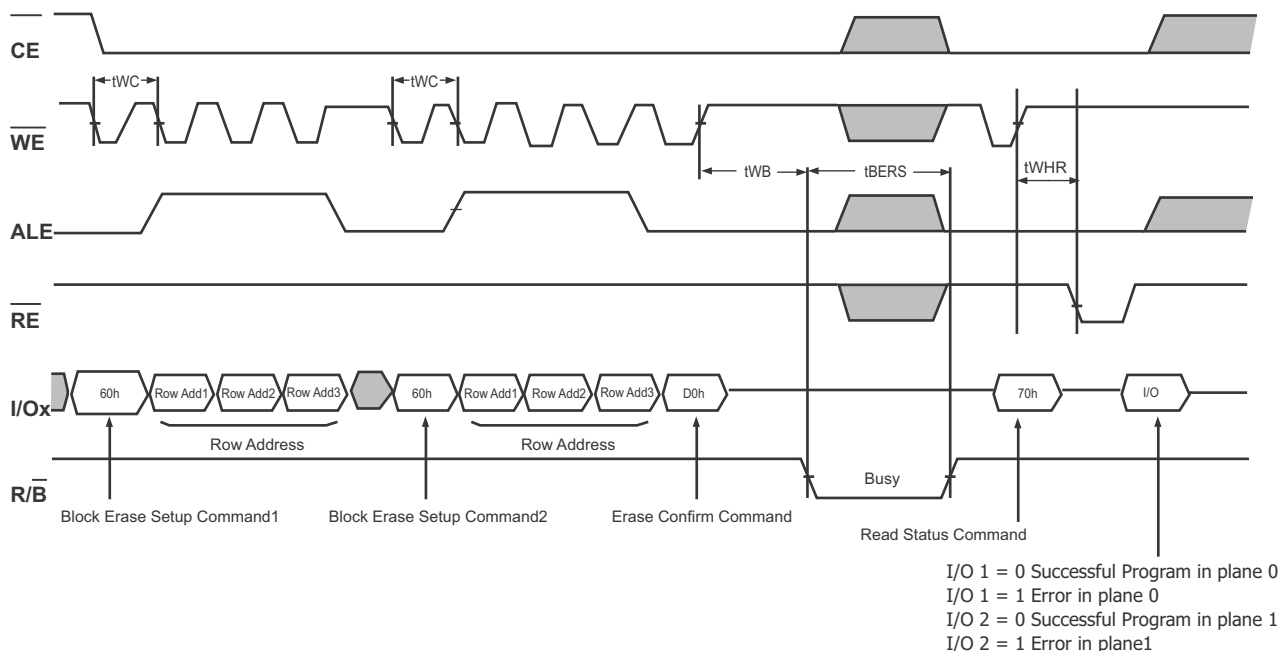 CE
tWC
tWC
WE
tWB
tBERS
tWHR
ALE
RE
I/Ox
60h
Row Add1
Row Add2
Row Add3
60h
Row Add1
Row Add2
Row Add3
D0h
70h
I/O
Row Address
Row Address
R/B
Busy
Block Erase Setup Command1
Block Erase Setup Command2
Erase Confirm Command
Read Status Command
I/O 1 = 0 Successful Program in plane 0
I/O 1 = 1 Error in plane 0
I/O 2 = 0 Successful Program in plane 1
I/O 2 = 1 Error in plane1